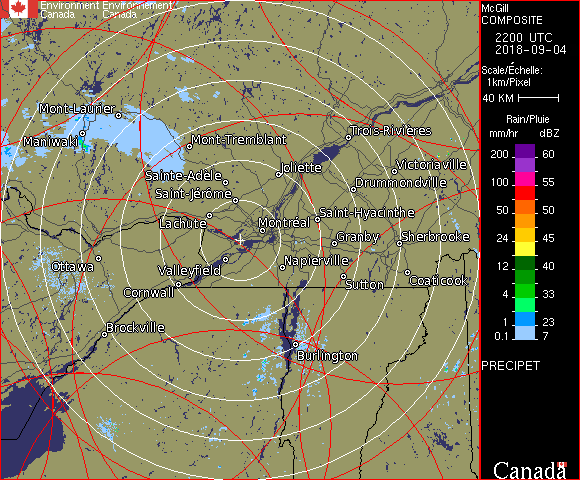 Environment Environnement
Canada Canada
McGill
COMPOSITE
2200 UTC
2018-09-04
Scale/Échelle:
1km/Pixel
40 KM
Rain/Pluie
mm/hr dBZ
200 60
57
100 55
50 50
24 45
12 40
4 33
1 23
0.1 7
PRECIPET
Mont-Laurier
Maniwaki
Mont-Tremblant
Trois-Rivières
Sainte-Adèle
Joliette
Victoriaville
Saint-Jérôme
Drummondville
Lachute
Montréal
Saint-Hyacinthe
Granby
Sherbrooke
Ottawa
Valleyfield
Napierville
Cornwall
Sutton
Coaticook
Brockville
Burlington
Canada